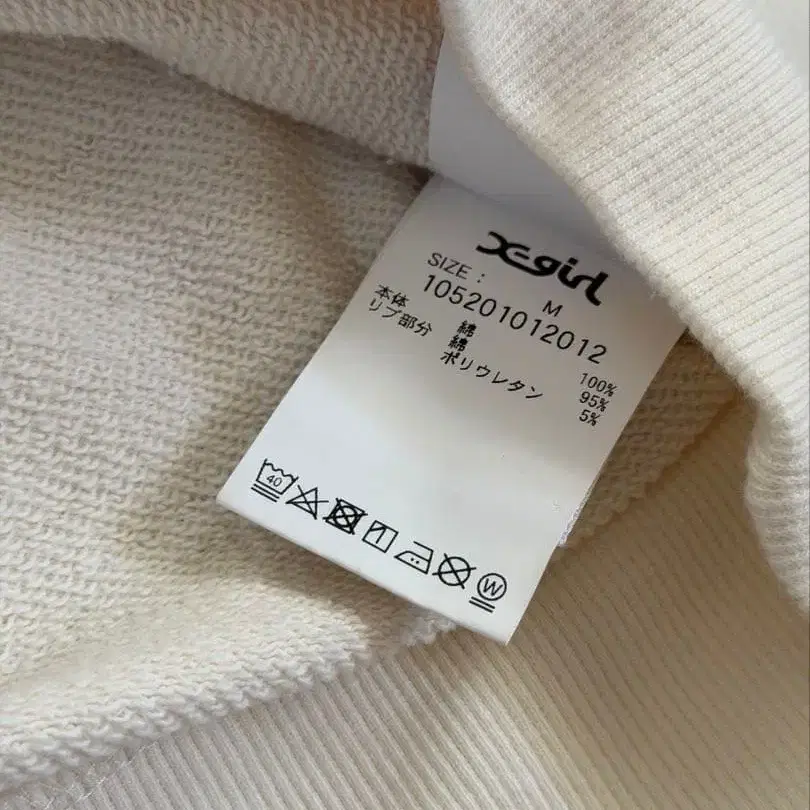 X-girl
SIZE : M
105201012012
本体 綿 100%
リブ部分 綿 95%
ポリウレタン 5%
40
W